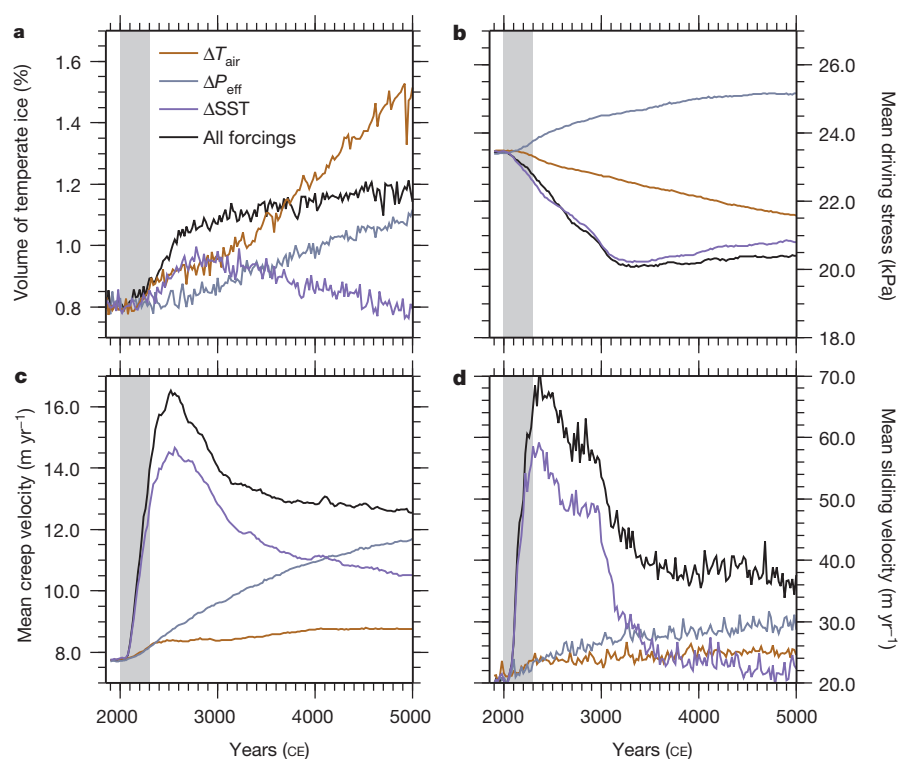 a
1.6
1.4
1.2
1.0
0.8
Volume of temperate ice (%)
ΔT_air
ΔP_eff
ΔSST
All forcings
b
26.0
24.0
22.0
20.0
18.0
Mean driving stress (kPa)
c
16.0
14.0
12.0
10.0
8.0
Mean creep velocity (m yr⁻¹)
2000 3000 4000 5000
Years (CE)
d
70.0
60.0
50.0
40.0
30.0
20.0
Mean sliding velocity (m yr⁻¹)
2000 3000 4000 5000
Years (CE)